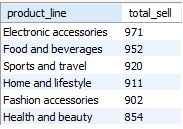 product_line total_sell
Electronic accessories 971
Food and beverages 952
Sports and travel 920
Home and lifestyle 911
Fashion accessories 902
Health and beauty 854